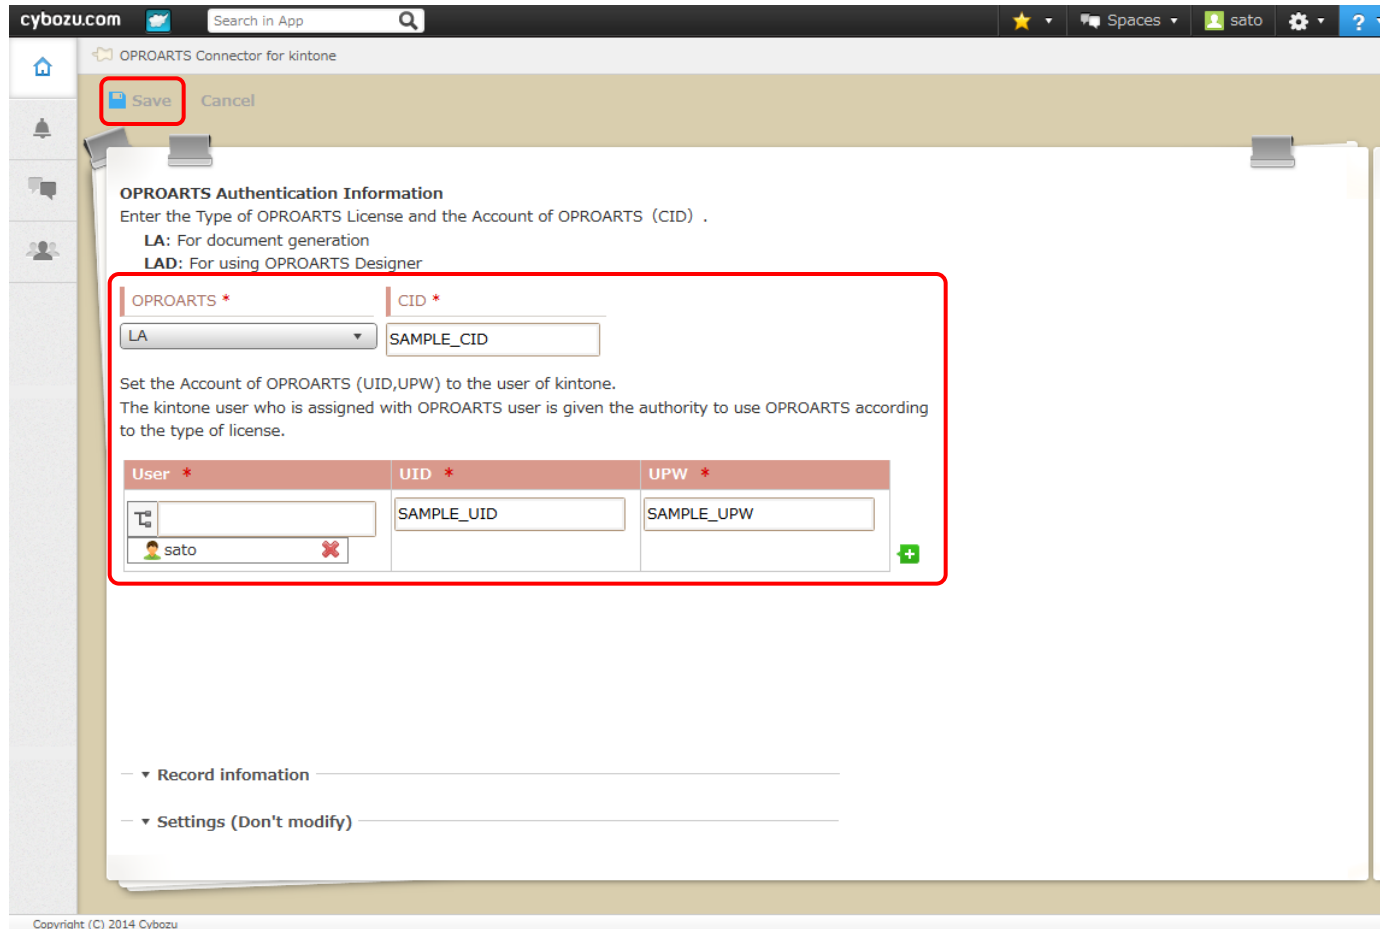 cybozu.com Search in App Spaces sato ?
OPROARTS Connector for kintone
Save Cancel
OPROARTS Authentication Information
Enter the Type of OPROARTS License and the Account of OPROARTS（CID）.
LA: For document generation
LAD: For using OPROARTS Designer
OPROARTS * CID *
LA SAMPLE_CID
Set the Account of OPROARTS (UID,UPW) to the user of kintone.
The kintone user who is assigned with OPROARTS user is given the authority to use OPROARTS according
to the type of license.
User * UID * UPW *
SAMPLE_UID SAMPLE_UPW
sato
Record infomation
Settings (Don't modify)
Copyright (C) 2014 Cybozu